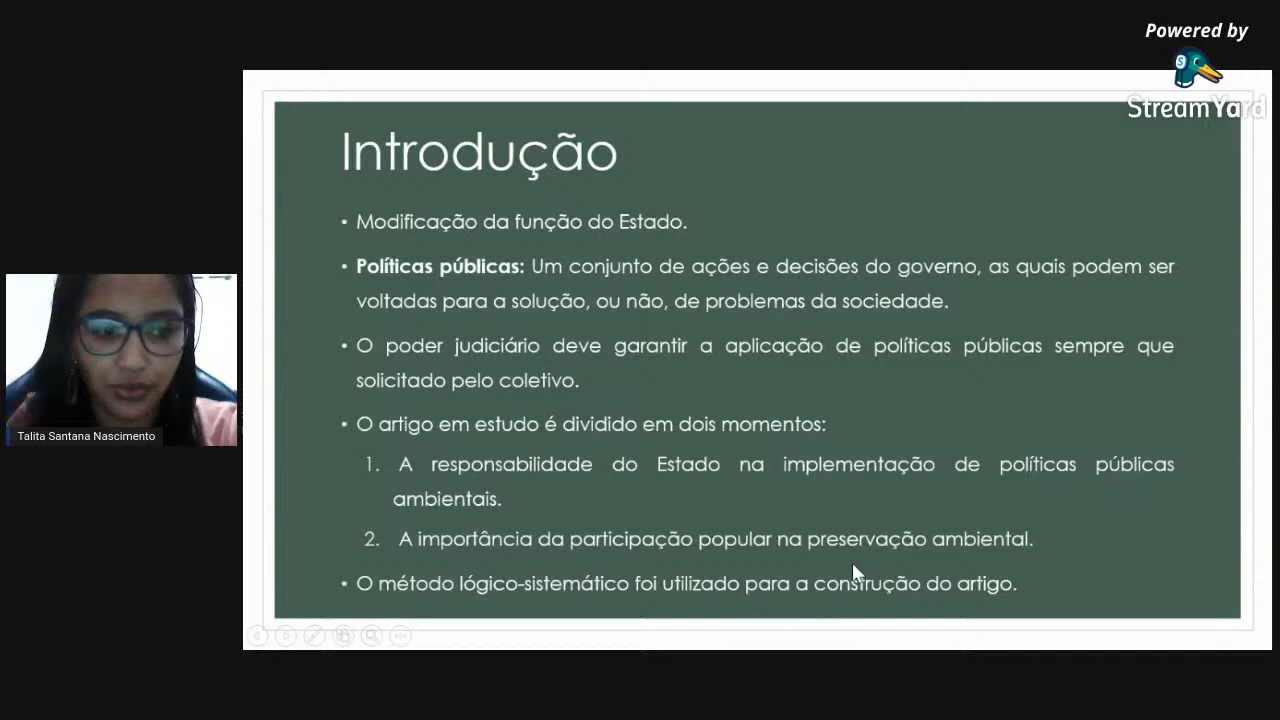 Powered by
StreamYard
Introdução
• Modificação da função do Estado.
• Políticas públicas: Um conjunto de ações e decisões do governo, as quais podem ser
voltadas para a solução, ou não, de problemas da sociedade.
• O poder judiciário deve garantir a aplicação de políticas públicas sempre que
solicitado pelo coletivo.
• O artigo em estudo é dividido em dois momentos:
1. A responsabilidade do Estado na implementação de políticas públicas
ambientais.
2. A importância da participação popular na preservação ambiental.
• O método lógico-sistemático foi utilizado para a construção do artigo.
Talita Santana Nascimento